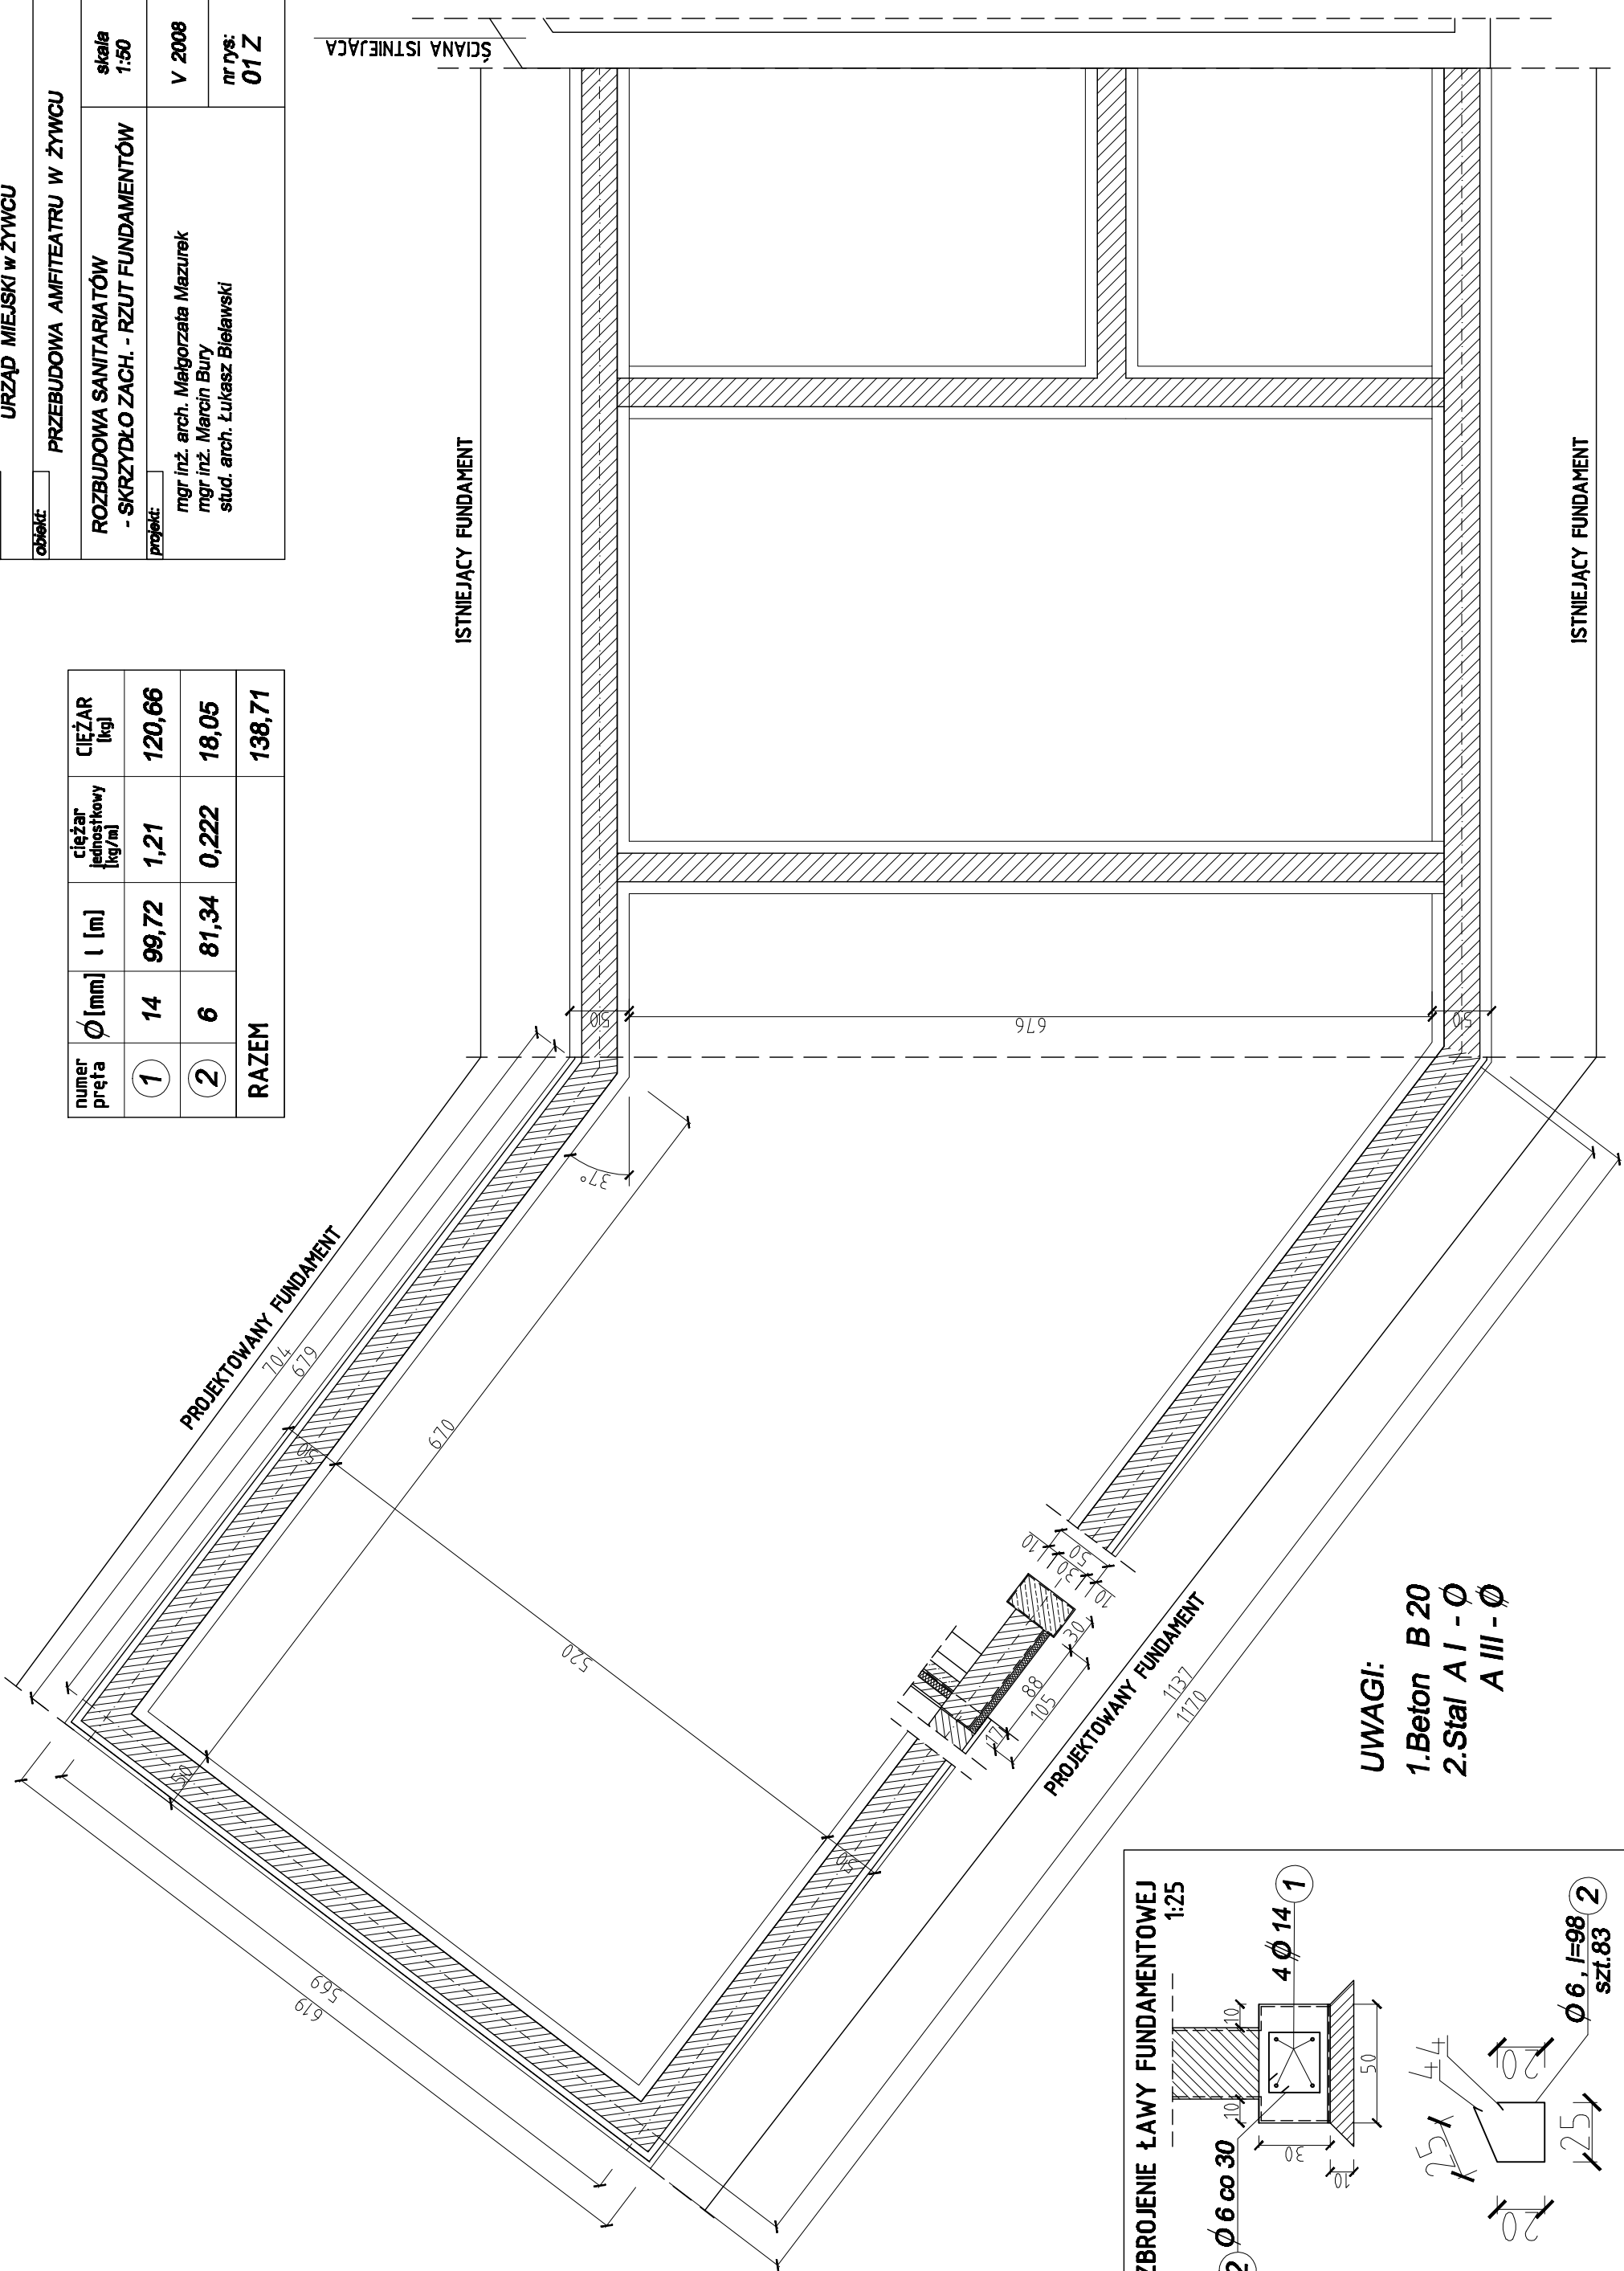 URZĄD MIEJSKI w ŻYWCU
obiekt:
PRZEBUDOWA AMFITEATRU W ŻYWCU
ROZBUDOWA SANITARIATÓW
- SKRZYDŁO ZACH. - RZUT FUNDAMENTÓW
skala
1:50
projekt:
mgr inż. arch. Małgorzata Mazurek
mgr inż. Marcin Bury
stud. arch. Łukasz Bielawski
V 2008
nr rys:
01 Z
numer pręta
Ø [mm]
l [m]
ciężar jednostkowy [kg/m]
CIĘŻAR [kg]
1 14 99,72 1,21 120,66
2 6 81,34 0,222 18,05
RAZEM 138,71
ŚCIANA ISTNIEJĄCA
ISTNIEJĄCY FUNDAMENT
ISTNIEJĄCY FUNDAMENT
PROJEKTOWANY FUNDAMENT
704
679
670
37°
50
676
50
50
520
50
50
569
619
10
30
10
50
30
88
105
17
PROJEKTOWANY FUNDAMENT
1137
1170
UWAGI:
1.Beton B 20
2.Stal A I - Ø
A III - Ø
ZBROJENIE ŁAWY FUNDAMENTOWEJ
1:25
2 Ø 6 co 30
4 Ø 14 1
10
10
30
10
50
44
25
20
20
25
Ø 6 , l=98 2
szt.83